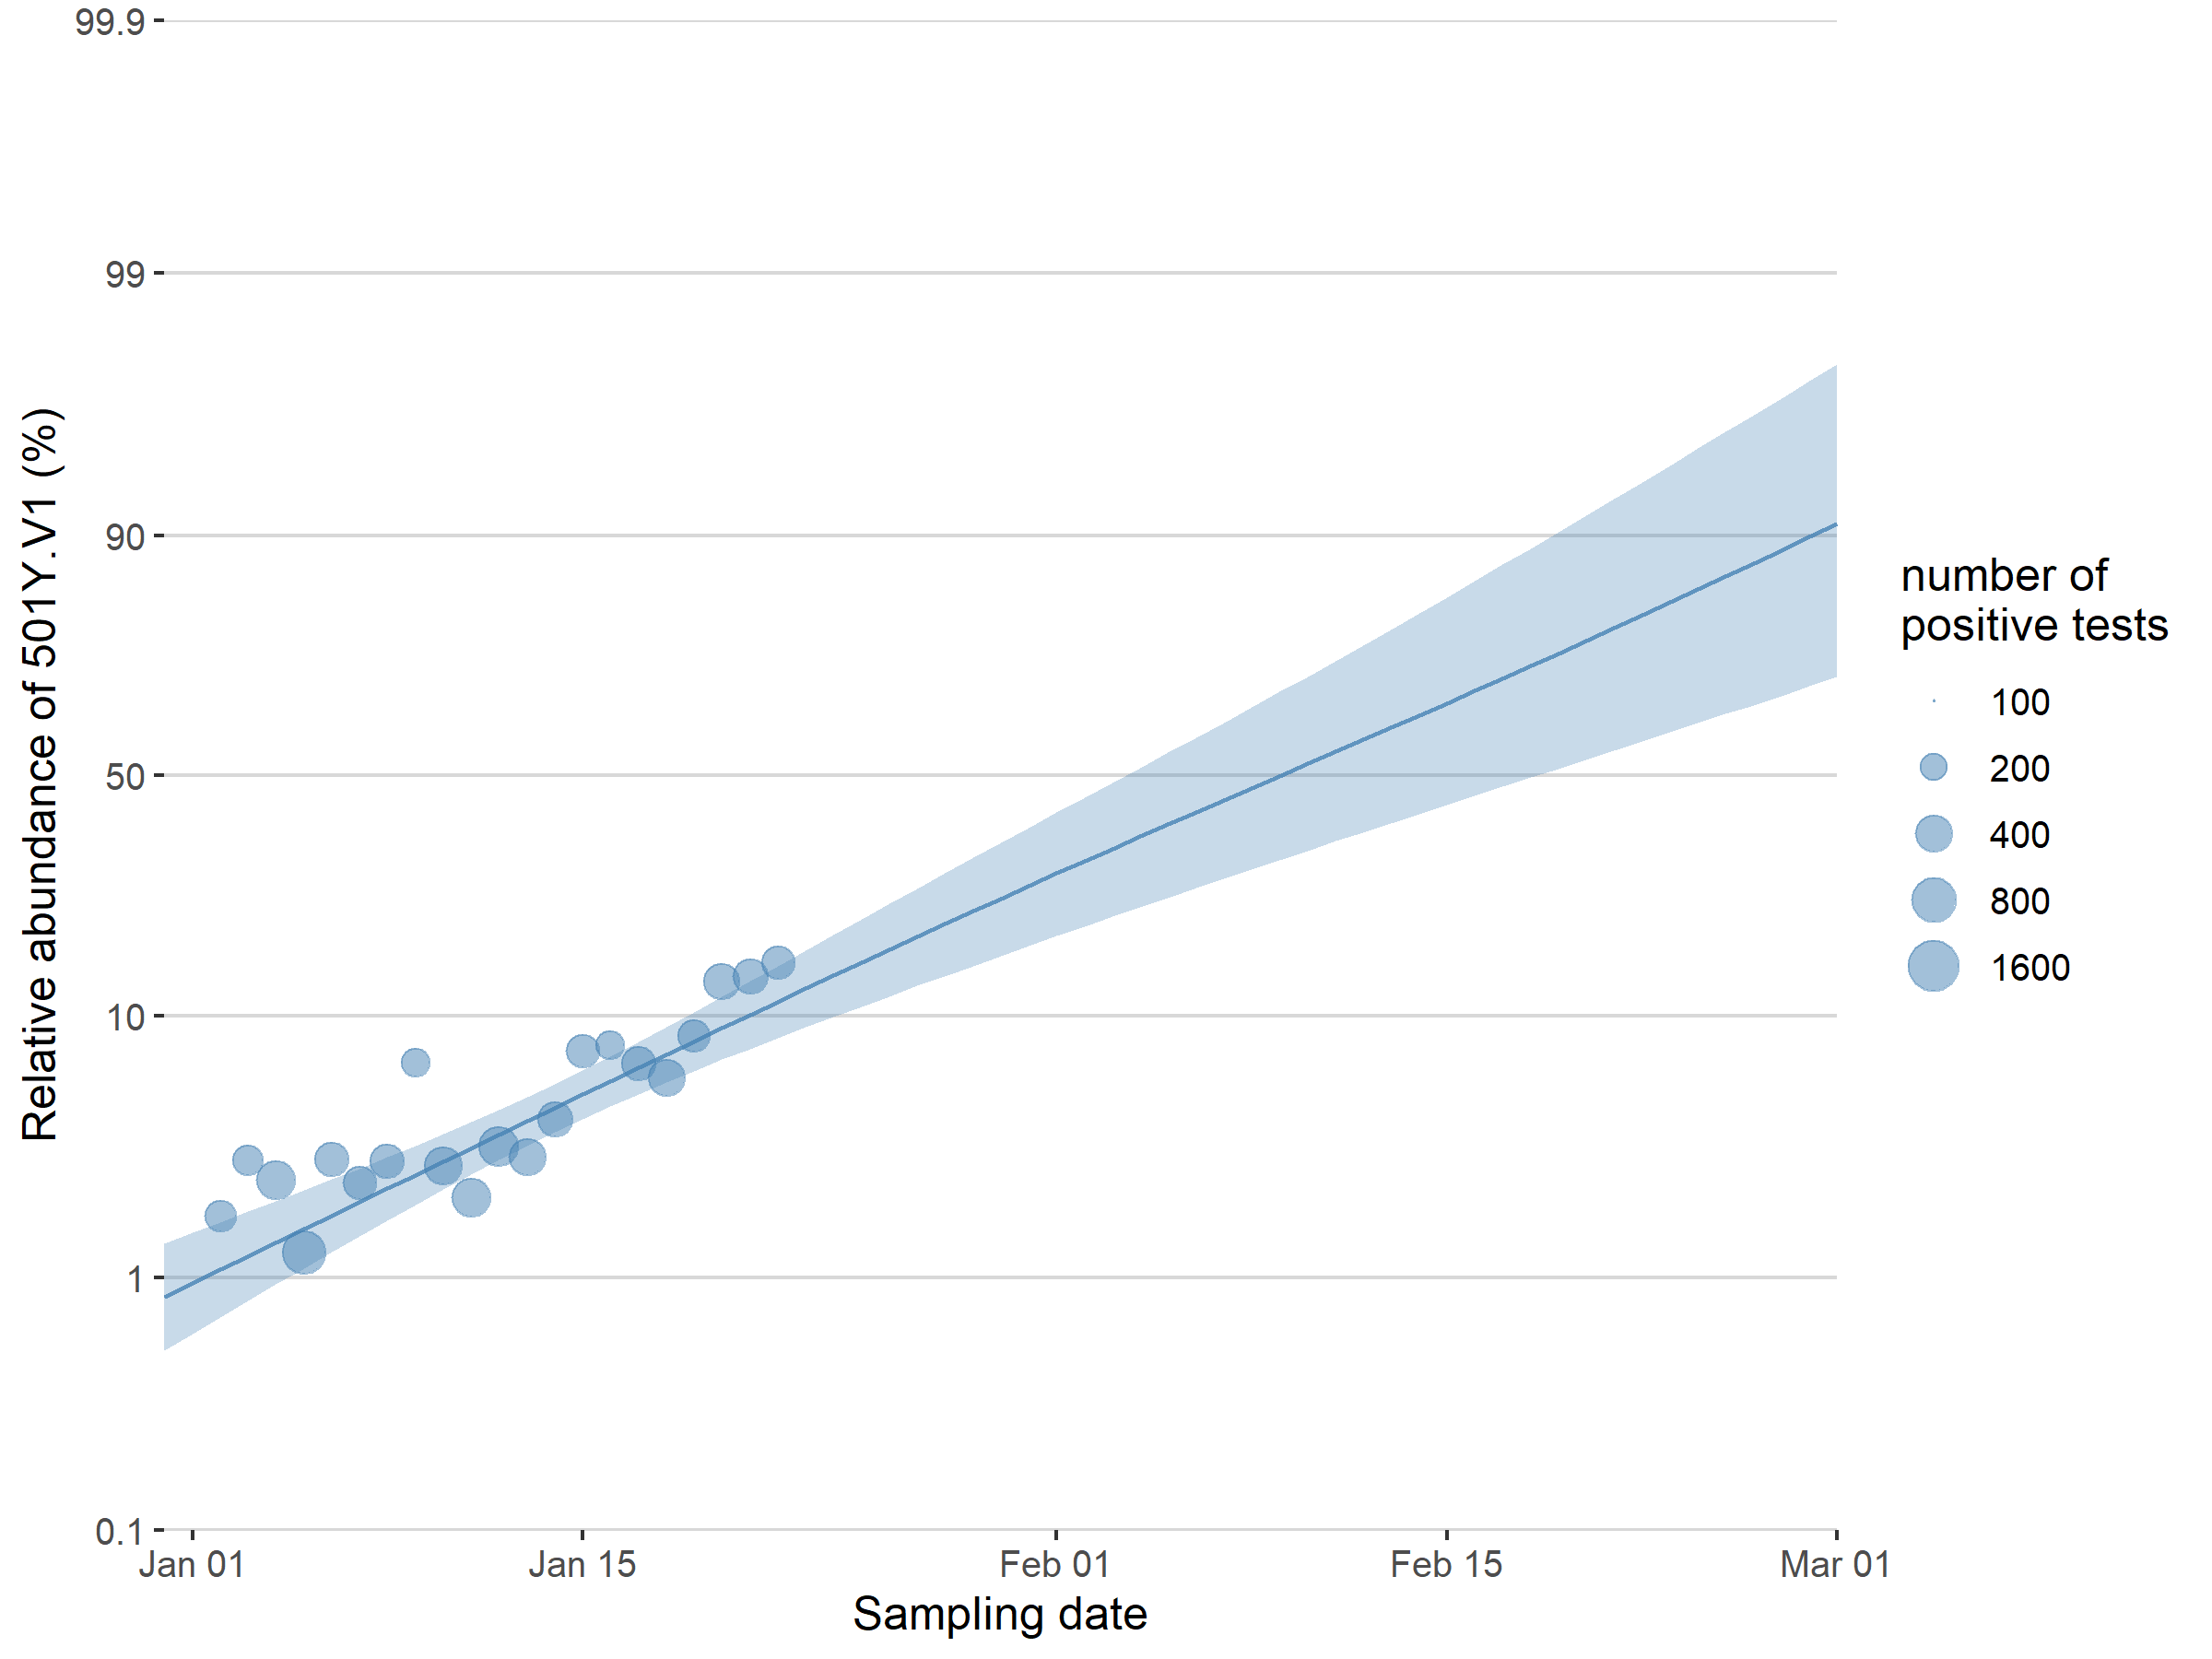 Relative abundance of 501Y.V1 (%)
99.9
99
90
50
10
1
0.1
Jan 01
Jan 15
Feb 01
Feb 15
Mar 01
Sampling date
number of
positive tests
100
200
400
800
1600